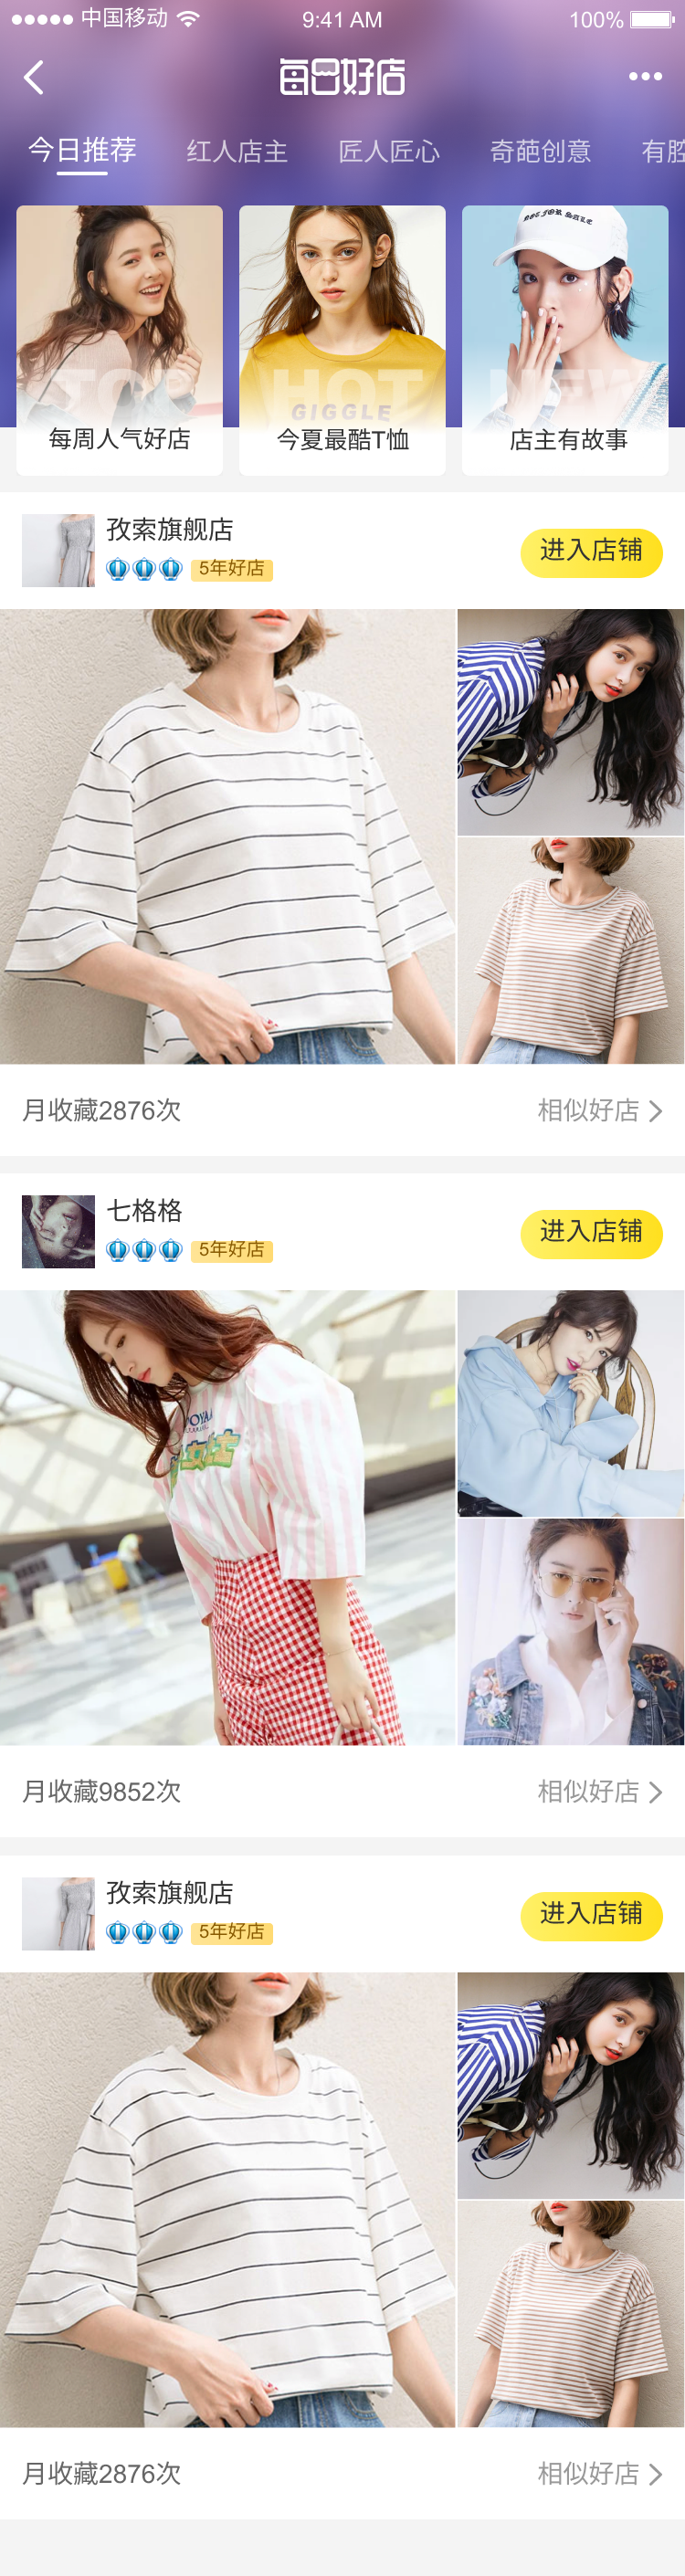 中国移动 9:41 AM 100%
每日好店
今日推荐 红人店主 匠人匠心 奇葩创意 有腔
NOT FOR SALE
TOP HOT NEW
GIGGLE
每周人气好店 今夏最酷T恤 店主有故事
孜索旗舰店
5年好店
进入店铺
月收藏2876次 相似好店
七格格
5年好店
进入店铺
月收藏9852次 相似好店
孜索旗舰店
5年好店
进入店铺
月收藏2876次 相似好店